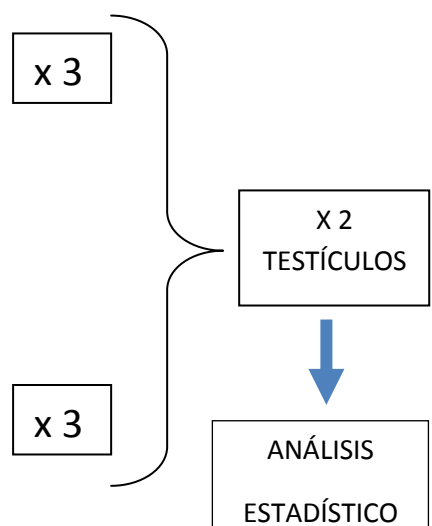 x 3
X 2
TESTÍCULOS
x 3
ANÁLISIS
ESTADÍSTICO